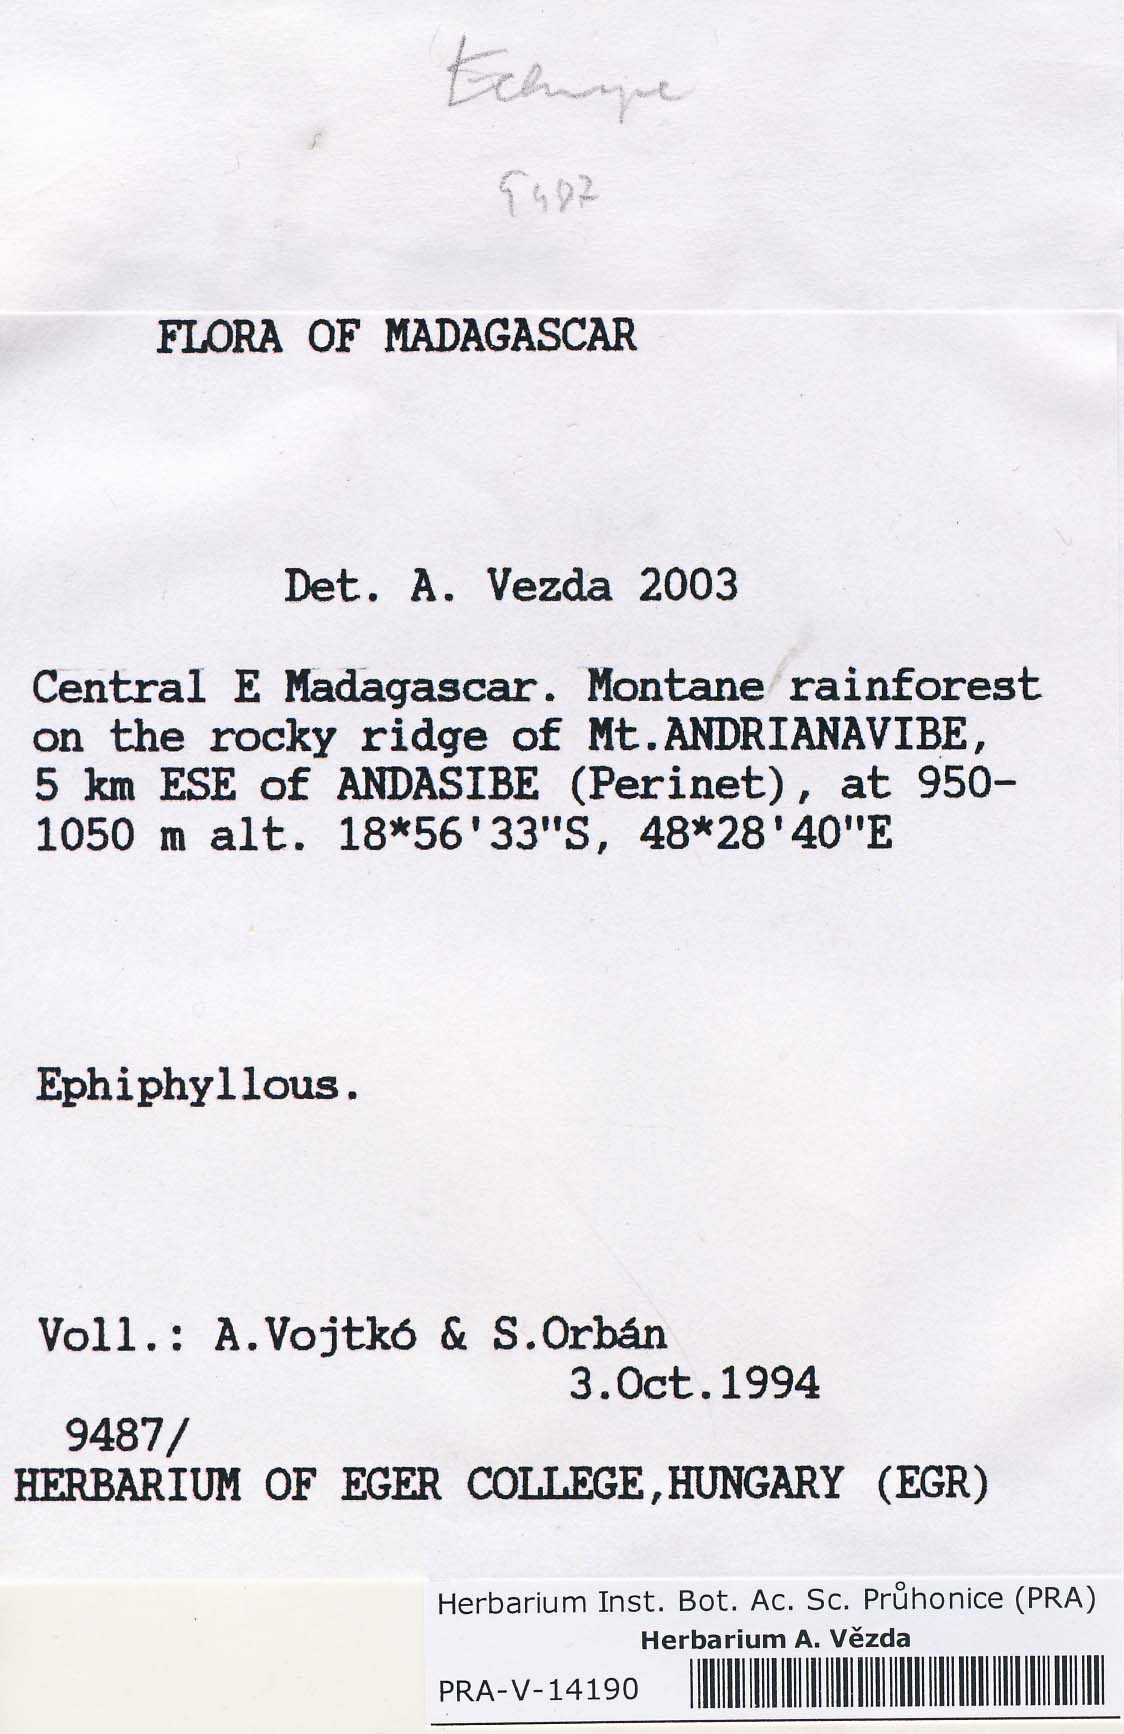 FLORA OF MADAGASCAR
Det. A. Vezda 2003
Central E Madagascar. Montane rainforest
on the rocky ridge of Mt.ANDRIANAVIBE,
5 km ESE of ANDASIBE (Perinet), at 950-
1050 m alt. 18*56'33"S, 48*28'40"E
Ephiphyllous.
Voll.: A.Vojtkó & S.Orbán
3.Oct.1994
9487/
HERBARIUM OF EGER COLLEGE,HUNGARY (EGR)
Herbarium Inst. Bot. Ac. Sc. Průhonice (PRA)
Herbarium A. Vězda
PRA-V-14190